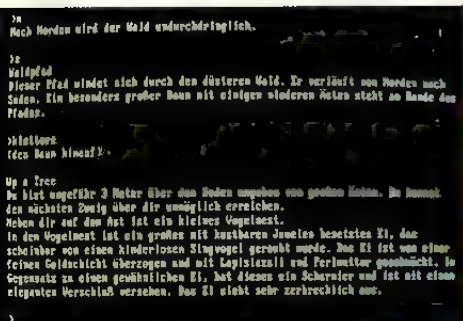 >n
Nach Norden wird der Wald undurchdringlich.
>s
Waldpfad
Dieser Pfad windet sich durch den düsteren Wald. Er verläuft von Norden nach
Süden. Ein besonders großer Baum mit einigen niederen Ästen steht am Rande des
Pfades.
>klettere
(den Baum hinauf)
Up a Tree
Du bist ungefähr 3 Meter über dem Boden umgeben von großen Ästen. Du kannst
den nächsten Zweig über dir unmöglich erreichen.
Neben dir auf dem Ast ist ein kleines Vogelnest.
In dem Vogelnest ist ein großes mit kostbaren Juwelen besetztes Ei, das
scheinbar von einem kinderlosen Singvogel geraubt wurde. Das Ei ist von einer
feinen Goldschicht überzogen und mit Lapislazuli und Perlmutter geschmückt. Im
Gegensatz zu einem gewöhnlichen Ei, hat dieses ein Scharnier und ist mit einem
eleganten Verschluß versehen. Das Ei sieht sehr zerbrechlich aus.
>